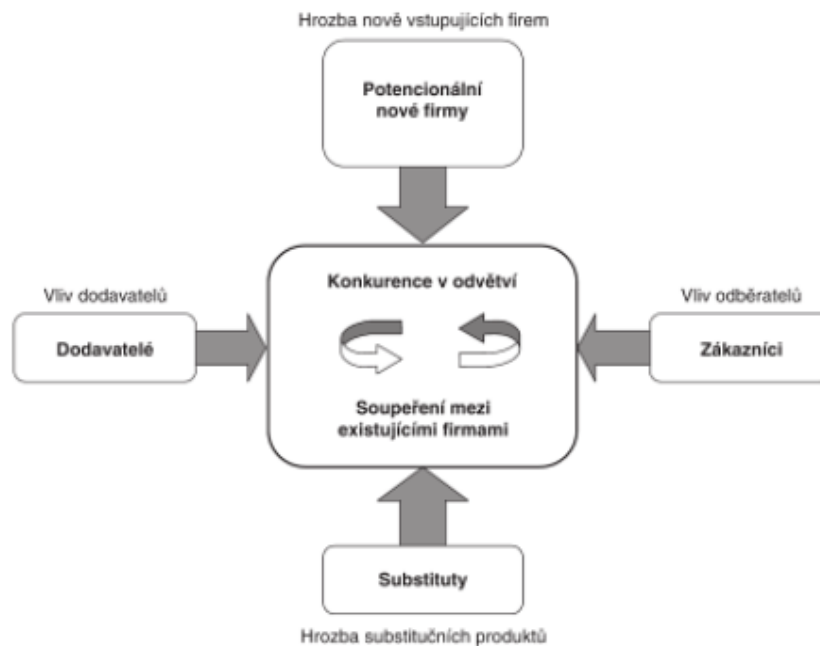 Hrozba nově vstupujících firem
Potencionální
nové firmy
Konkurence v odvětví
Vliv dodavatelů
Dodavatelé
Vliv odběratelů
Zákazníci
Soupeření mezi
existujícími firmami
Substituty
Hrozba substitučních produktů